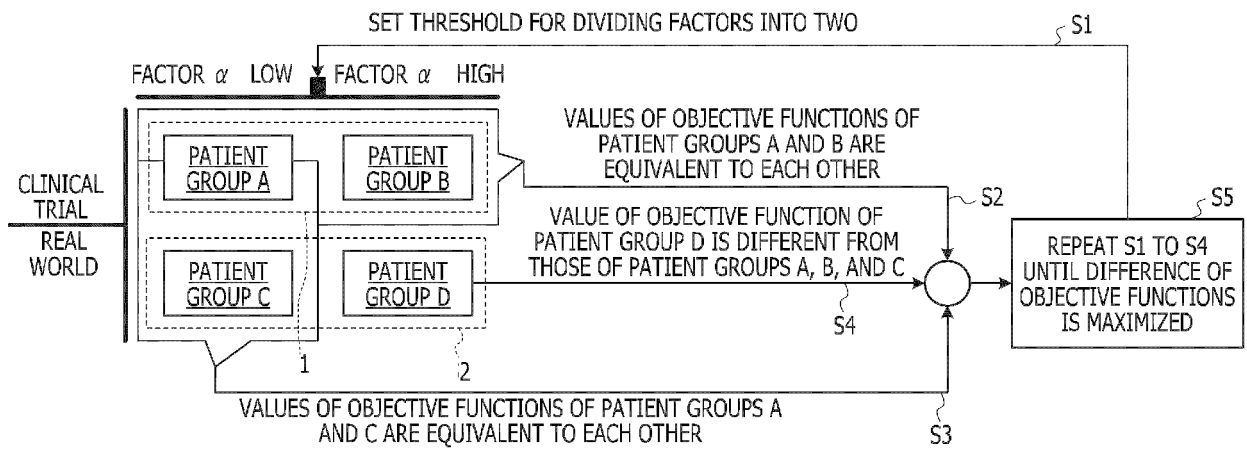 SET THRESHOLD FOR DIVIDING FACTORS INTO TWO
S1
FACTOR α LOW FACTOR α HIGH
VALUES OF OBJECTIVE FUNCTIONS OF
PATIENT GROUPS A AND B ARE
EQUIVALENT TO EACH OTHER
PATIENT
GROUP A
PATIENT
GROUP B
CLINICAL
TRIAL
REAL
WORLD
S2
S5
VALUE OF OBJECTIVE FUNCTION OF
PATIENT GROUP D IS DIFFERENT FROM
THOSE OF PATIENT GROUPS A, B, AND C
REPEAT S1 TO S4
UNTIL DIFFERENCE OF
OBJECTIVE FUNCTIONS
IS MAXIMIZED
PATIENT
GROUP C
PATIENT
GROUP D
S4
1
2
VALUES OF OBJECTIVE FUNCTIONS OF PATIENT GROUPS A
AND C ARE EQUIVALENT TO EACH OTHER
S3